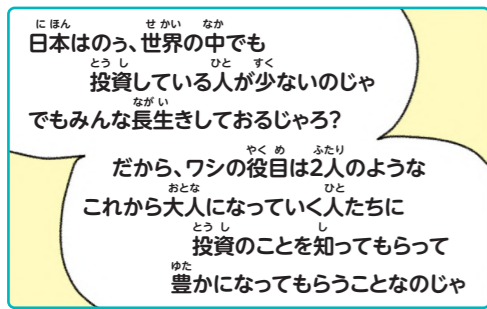 日本はのぅ、世界の中でも
投資している人が少ないのじゃ
でもみんな長生きしておるじゃろ?
だから、ワシの役目は2人のような
これから大人になっていく人たちに
投資のことを知ってもらって
豊かになってもらうことなのじゃ